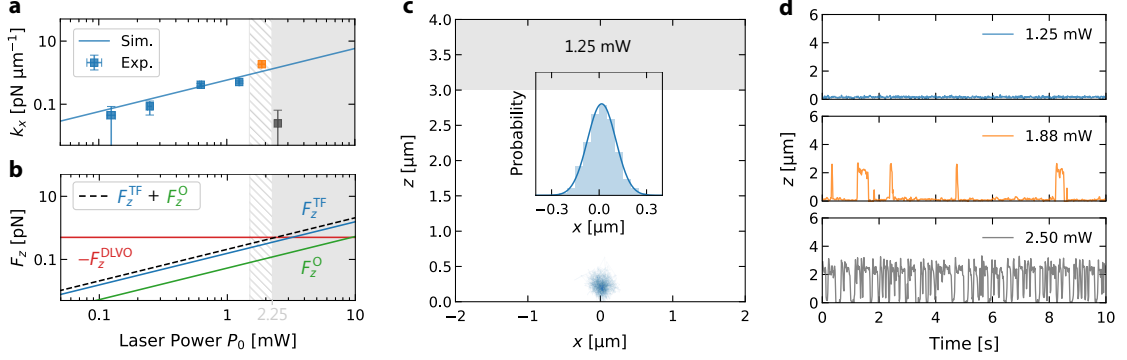 a
10
0.1
k_x [pN μm⁻¹]
Sim.
Exp.
b
F_z^TF + F_z^O
F_z^TF
−F_z^DLVO
F_z^O
0.1
F_z [pN]
0.1
1
2.25
10
Laser Power P₀ [mW]
c
4.0
3.5
3.0
2.5
2.0
1.5
1.0
0.5
0.0
z [μm]
1.25 mW
Probability
−0.3 0.0 0.3
x [μm]
−2 −1 0 1 2
x [μm]
d
6
4
2
0
1.25 mW
6
4
2
0
z [μm]
1.88 mW
6
4
2
0
2.50 mW
0 2 4 6 8 10
Time [s]